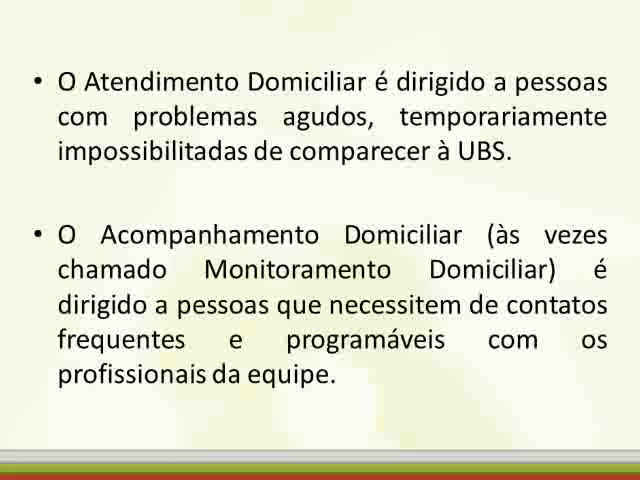 • O Atendimento Domiciliar é dirigido a pessoas
com problemas agudos, temporariamente
impossibilitadas de comparecer à UBS.
• O Acompanhamento Domiciliar (às vezes
chamado Monitoramento Domiciliar) é
dirigido a pessoas que necessitem de contatos
frequentes e programáveis com os
profissionais da equipe.